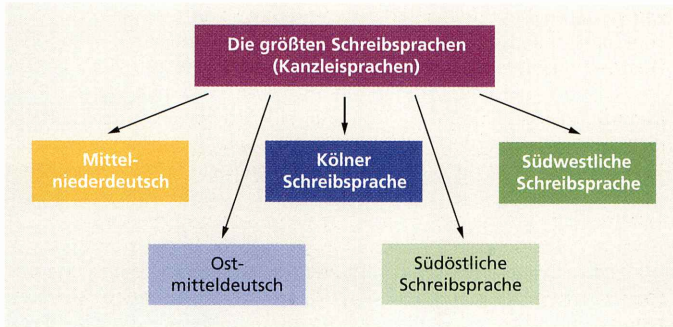 Die größten Schreibsprachen
(Kanzleisprachen)
Mittel-
niederdeutsch
Kölner
Schreibsprache
Südwestliche
Schreibsprache
Ost-
mitteldeutsch
Südöstliche
Schreibsprache